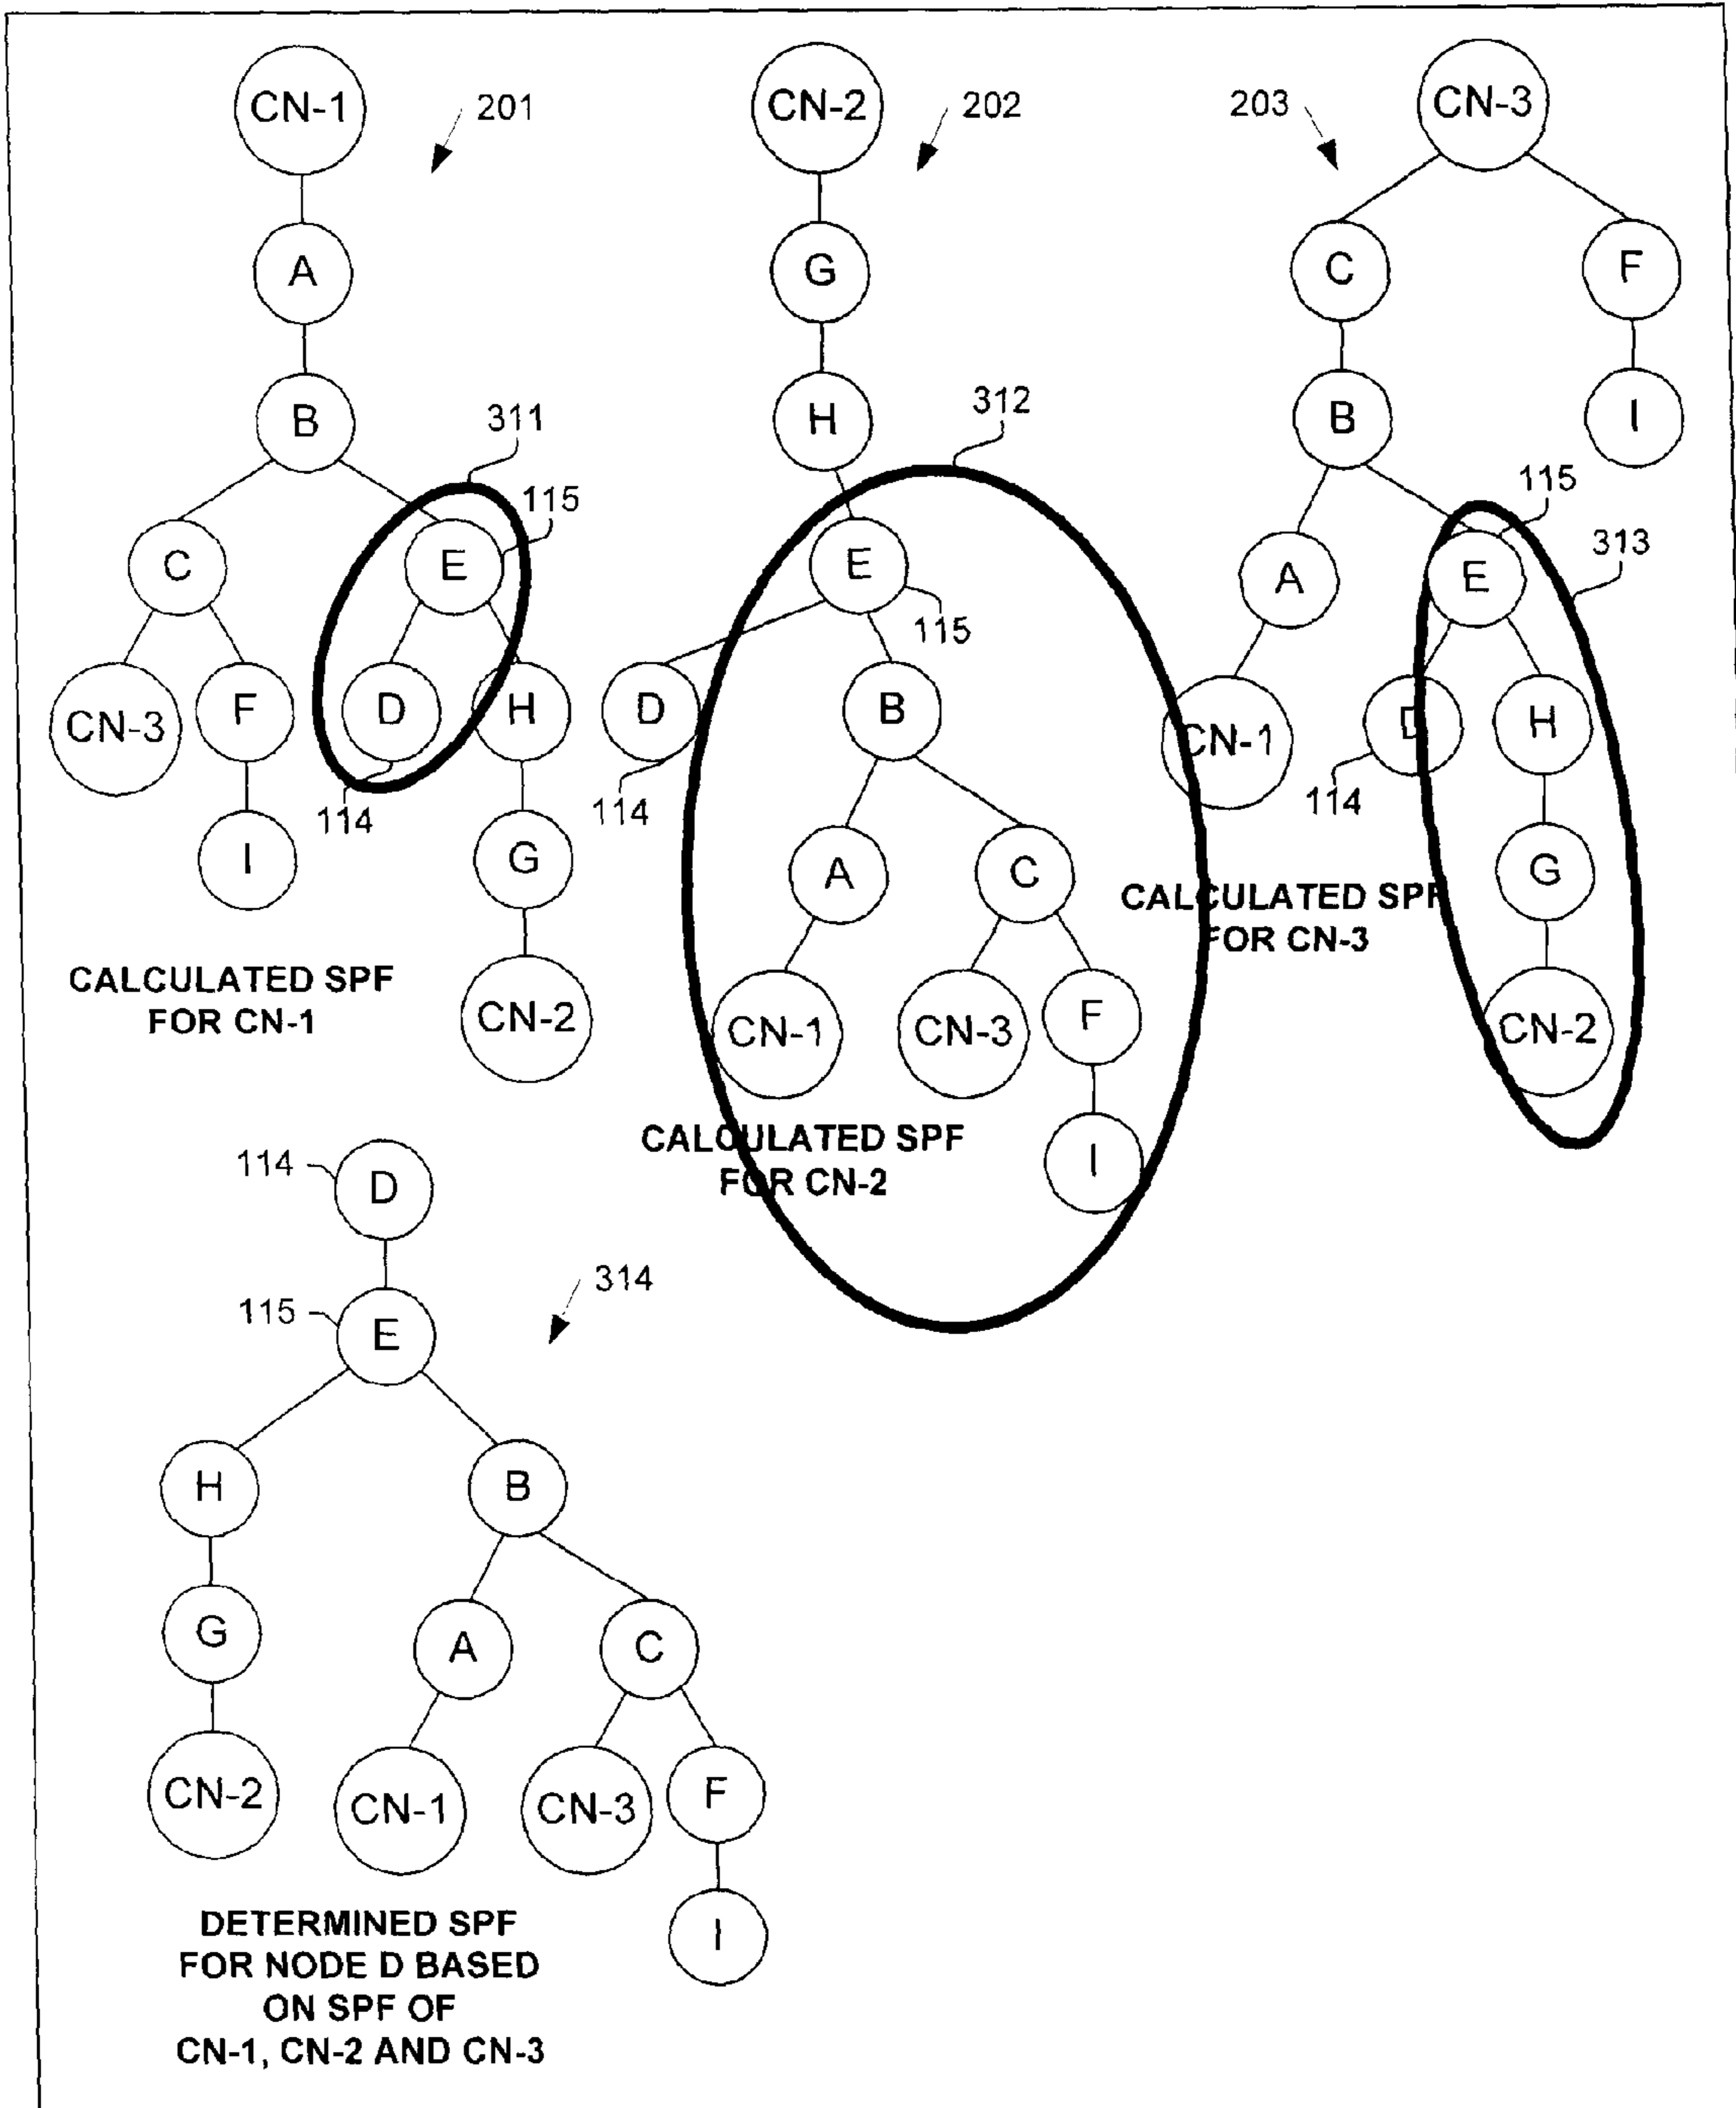 CN-1
201
CN-2
202
203
CN-3
A
G
C
F
B
H
B
I
311
312
115
115
313
C
E
E
A
E
115
CN-3
F
D
H
D
B
CN-1
D
H
114
114
114
I
G
A
C
G
CALCULATED SPF
FOR CN-1
CN-2
CN-1
CN-3
F
CALCULATED SPF
FOR CN-3
CN-2
CALCULATED SPF
FOR CN-2
I
114
D
115
E
314
H
B
G
A
C
CN-2
CN-1
CN-3
F
I
DETERMINED SPF
FOR NODE D BASED
ON SPF OF
CN-1, CN-2 AND CN-3